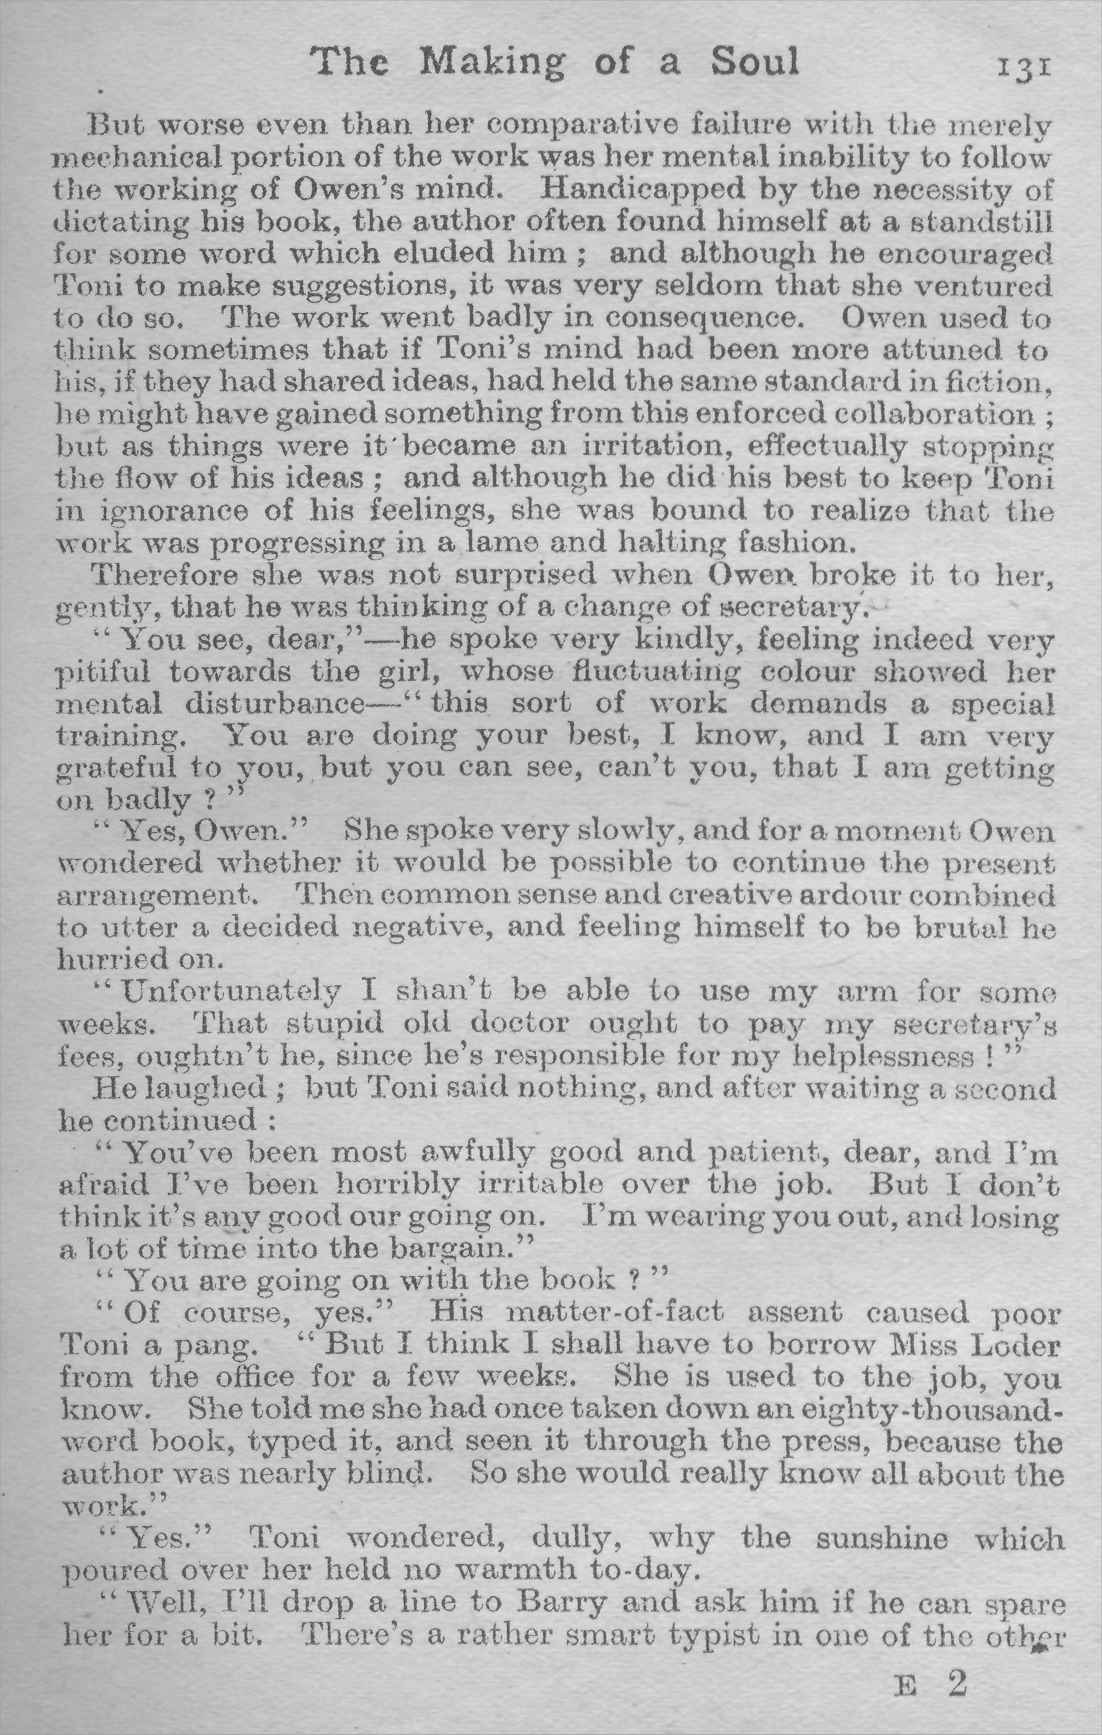 The Making of a Soul 131
But worse even than her comparative failure with the merely
mechanical portion of the work was her mental inability to follow
the working of Owen's mind. Handicapped by the necessity of
dictating his book, the author often found himself at a standstill
for some word which eluded him ; and although he encouraged
Toni to make suggestions, it was very seldom that she ventured
to do so. The work went badly in consequence. Owen used to
think sometimes that if Toni's mind had been more attuned to
his, if they had shared ideas, had held the same standard in fiction,
he might have gained something from this enforced collaboration ;
but as things were it became an irritation, effectually stopping
the flow of his ideas ; and although he did his best to keep Toni
in ignorance of his feelings, she was bound to realize that the
work was progressing in a lame and halting fashion.
Therefore she was not surprised when Owen broke it to her,
gently, that he was thinking of a change of secretary.
“ You see, dear,”—he spoke very kindly, feeling indeed very
pitiful towards the girl, whose fluctuating colour showed her
mental disturbance—“ this sort of work demands a special
training. You are doing your best, I know, and I am very
grateful to you, but you can see, can't you, that I am getting
on badly ? ”
“ Yes, Owen.” She spoke very slowly, and for a moment Owen
wondered whether it would be possible to continue the present
arrangement. Then common sense and creative ardour combined
to utter a decided negative, and feeling himself to be brutal he
hurried on.
“ Unfortunately I shan't be able to use my arm for some
weeks. That stupid old doctor ought to pay my secretary's
fees, oughtn't he, since he's responsible for my helplessness ! ”
He laughed ; but Toni said nothing, and after waiting a second
he continued :
“ You've been most awfully good and patient, dear, and I'm
afraid I've been horribly irritable over the job. But I don't
think it's any good our going on. I'm wearing you out, and losing
a lot of time into the bargain.”
“ You are going on with the book ? ”
“ Of course, yes.” His matter-of-fact assent caused poor
Toni a pang. “ But I think I shall have to borrow Miss Loder
from the office for a few weeks. She is used to the job, you
know. She told me she had once taken down an eighty-thousand-
word book, typed it, and seen it through the press, because the
author was nearly blind. So she would really know all about the
work.”
“ Yes.” Toni wondered, dully, why the sunshine which
poured over her held no warmth to-day.
“ Well, I'll drop a line to Barry and ask him if he can spare
her for a bit. There's a rather smart typist in one of the other
E 2